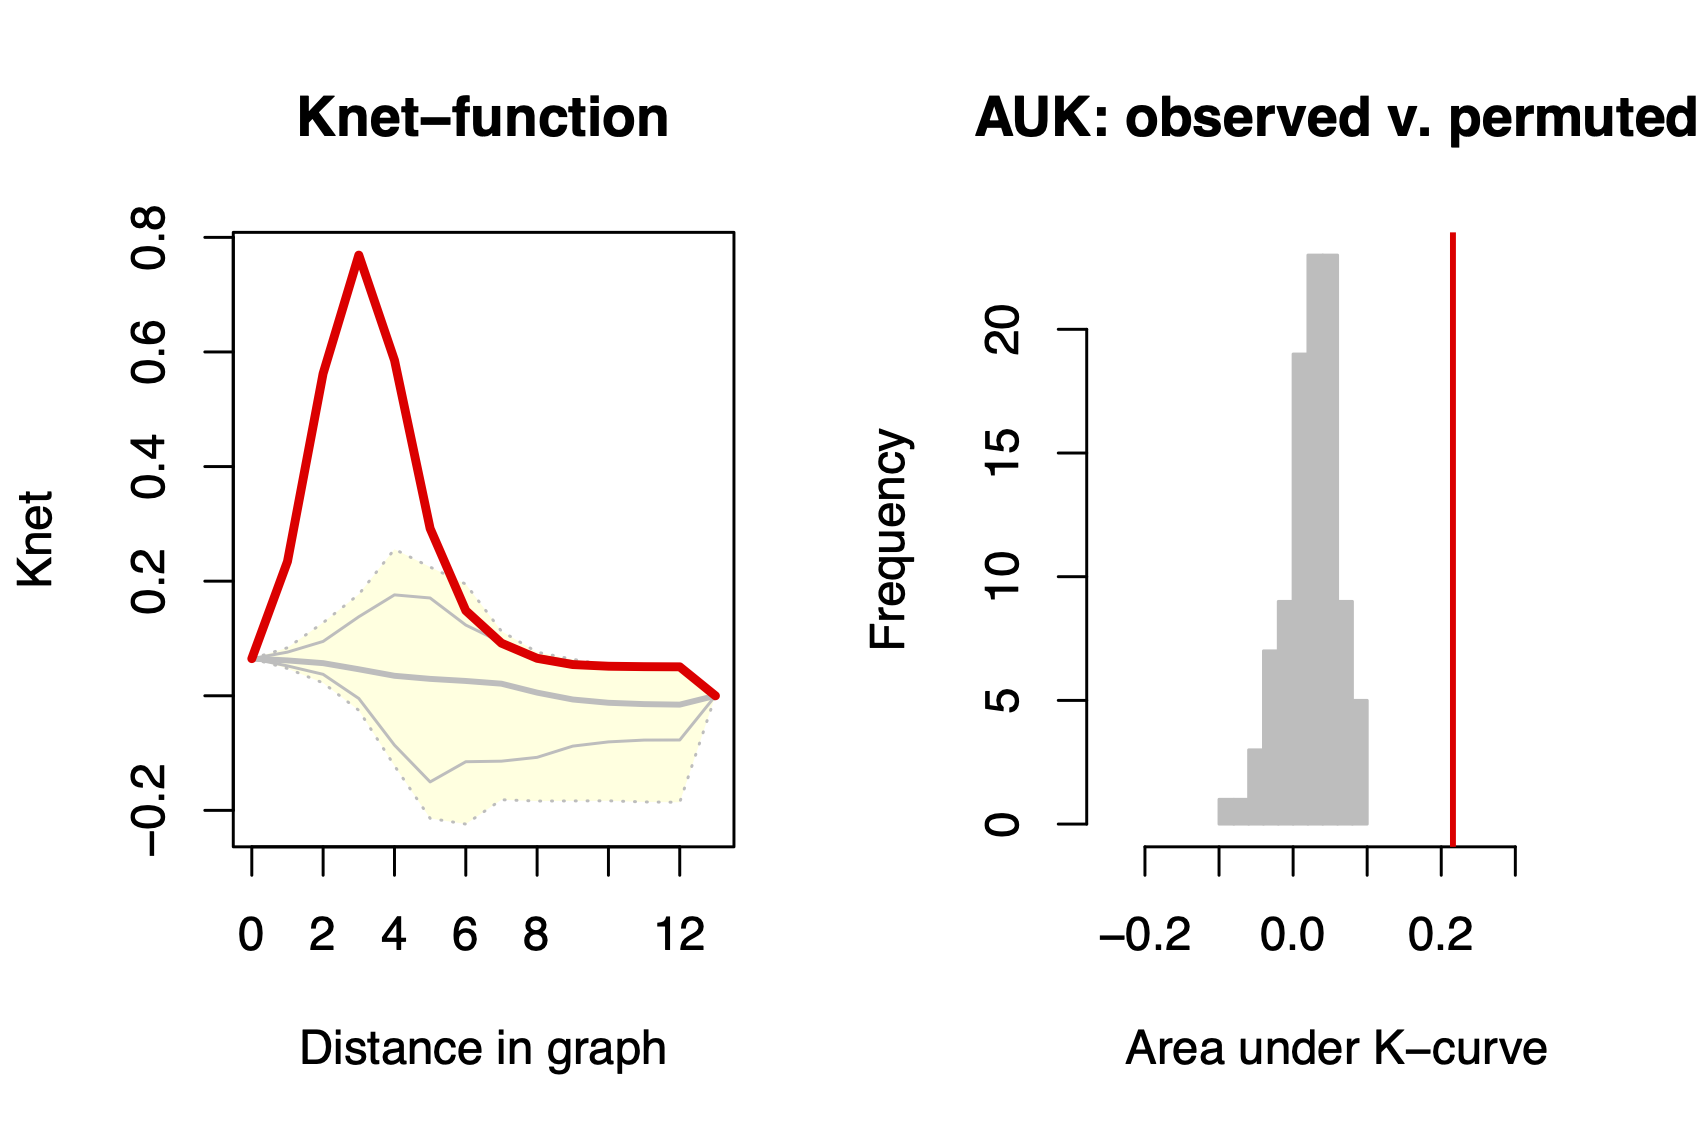 Knet–function
Knet
0.8
0.6
0.4
0.2
–0.2
0 2 4 6 8 12
Distance in graph
AUK: observed v. permuted
Frequency
20
15
10
5
0
–0.2 0.0 0.2
Area under K–curve